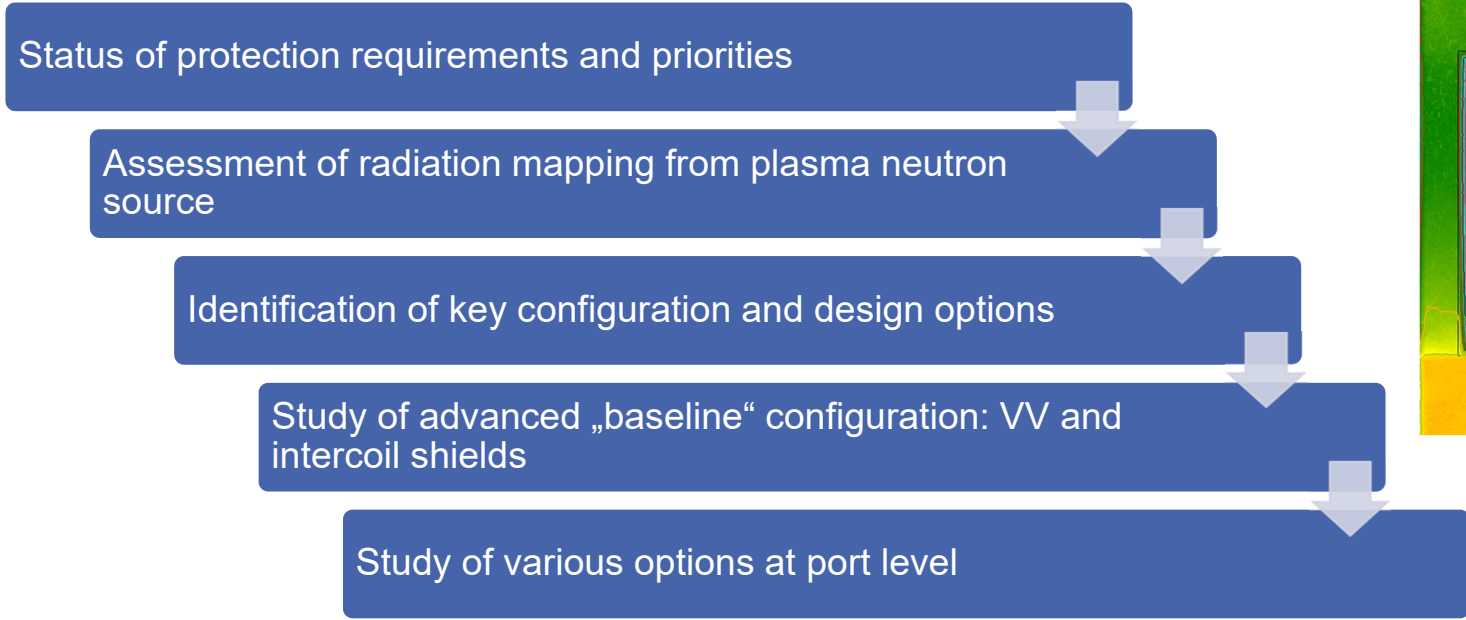 Status of protection requirements and priorities
Assessment of radiation mapping from plasma neutron
source
Identification of key configuration and design options
Study of advanced „baseline“ configuration: VV and
intercoil shields
Study of various options at port level